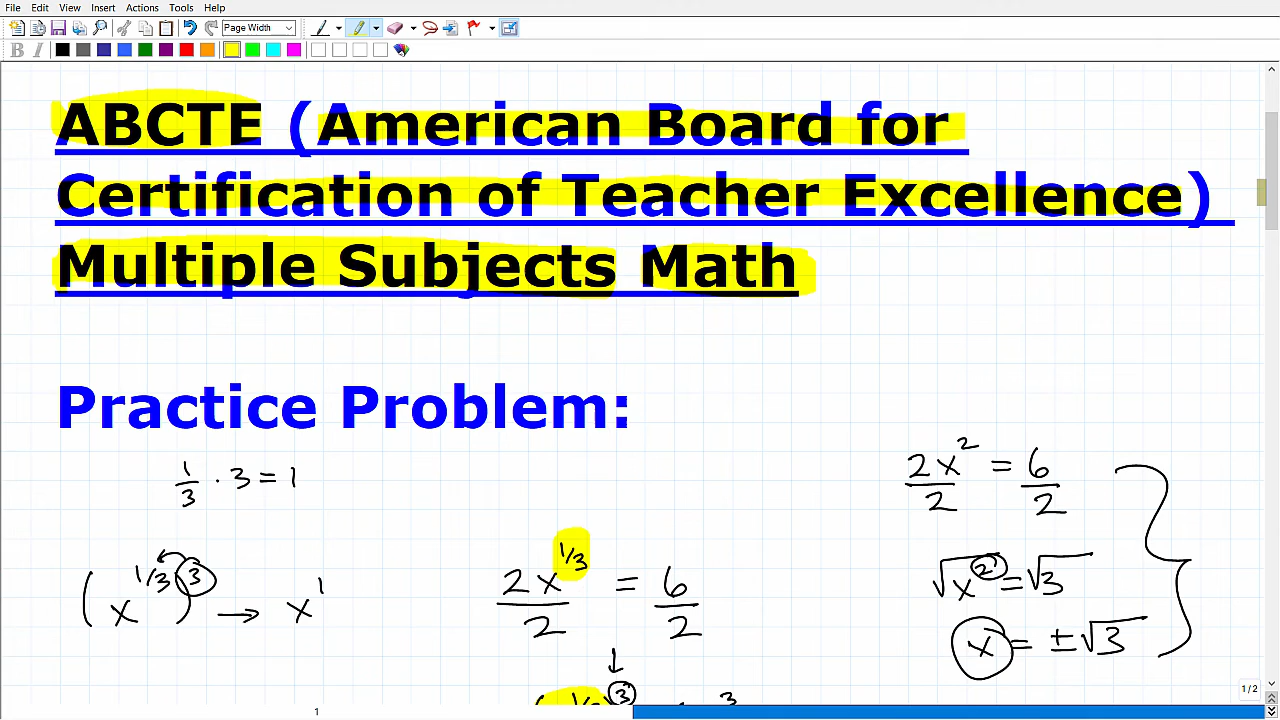 File Edit View Insert Actions Tools Help
Page Width
B I
ABCTE (American Board for
Certification of Teacher Excellence)
Multiple Subjects Math
Practice Problem:
1/3 · 3 = 1
(x^1/3)^3 → x^1
2x^1/3 / 2 = 6/2
2x^2 / 2 = 6/2
√x^2 = √3
x = ±√3
1/2
1